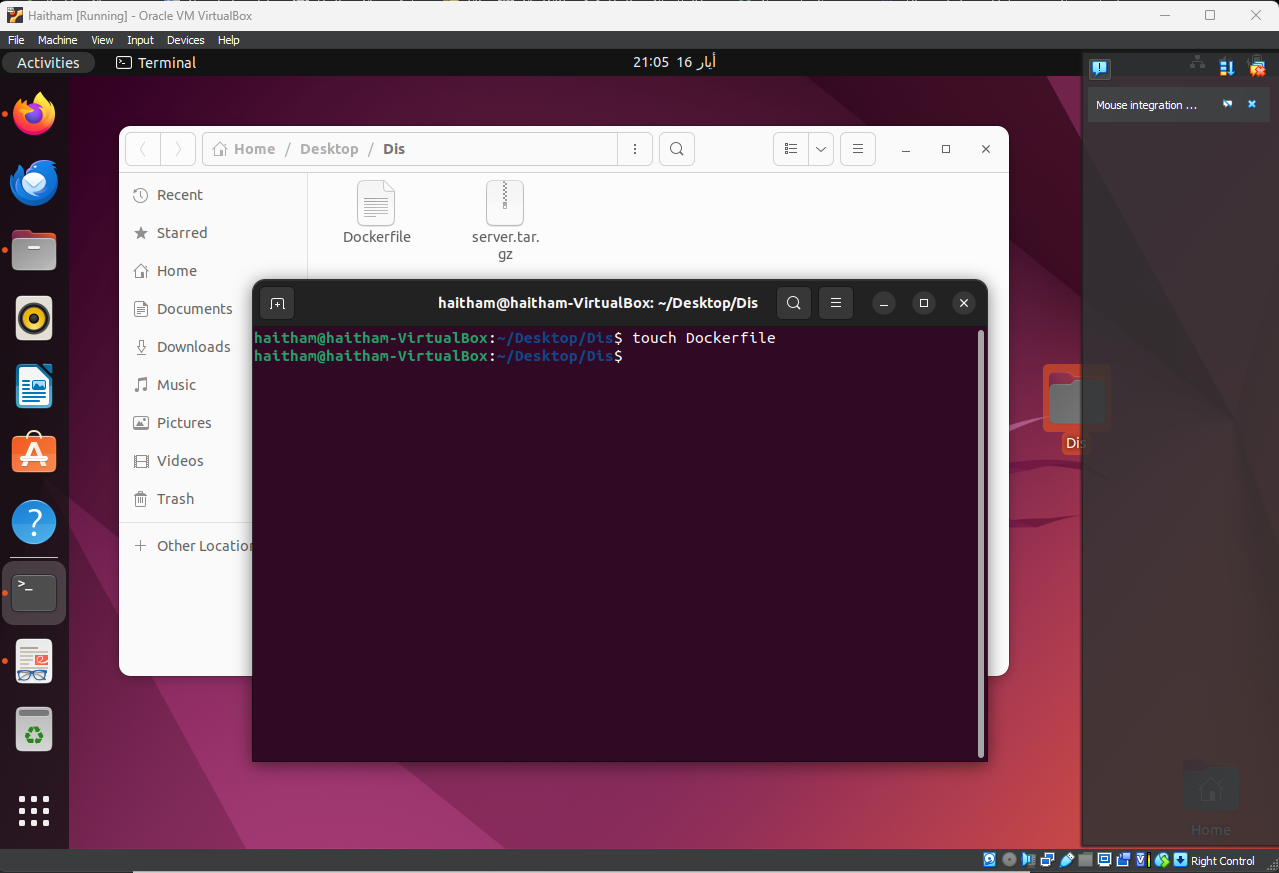 Haitham [Running] - Oracle VM VirtualBox
File Machine View Input Devices Help
Activities Terminal 21:05 16 أيار
Mouse integration ...
Home / Desktop / Dis
Recent
Starred
Home
Documents
Downloads
Music
Pictures
Videos
Trash
Other Location
Dockerfile
server.tar.
gz
haitham@haitham-VirtualBox: ~/Desktop/Dis
haitham@haitham-VirtualBox:~/Desktop/Dis$ touch Dockerfile
haitham@haitham-VirtualBox:~/Desktop/Dis$
Dis
Home
Right Control